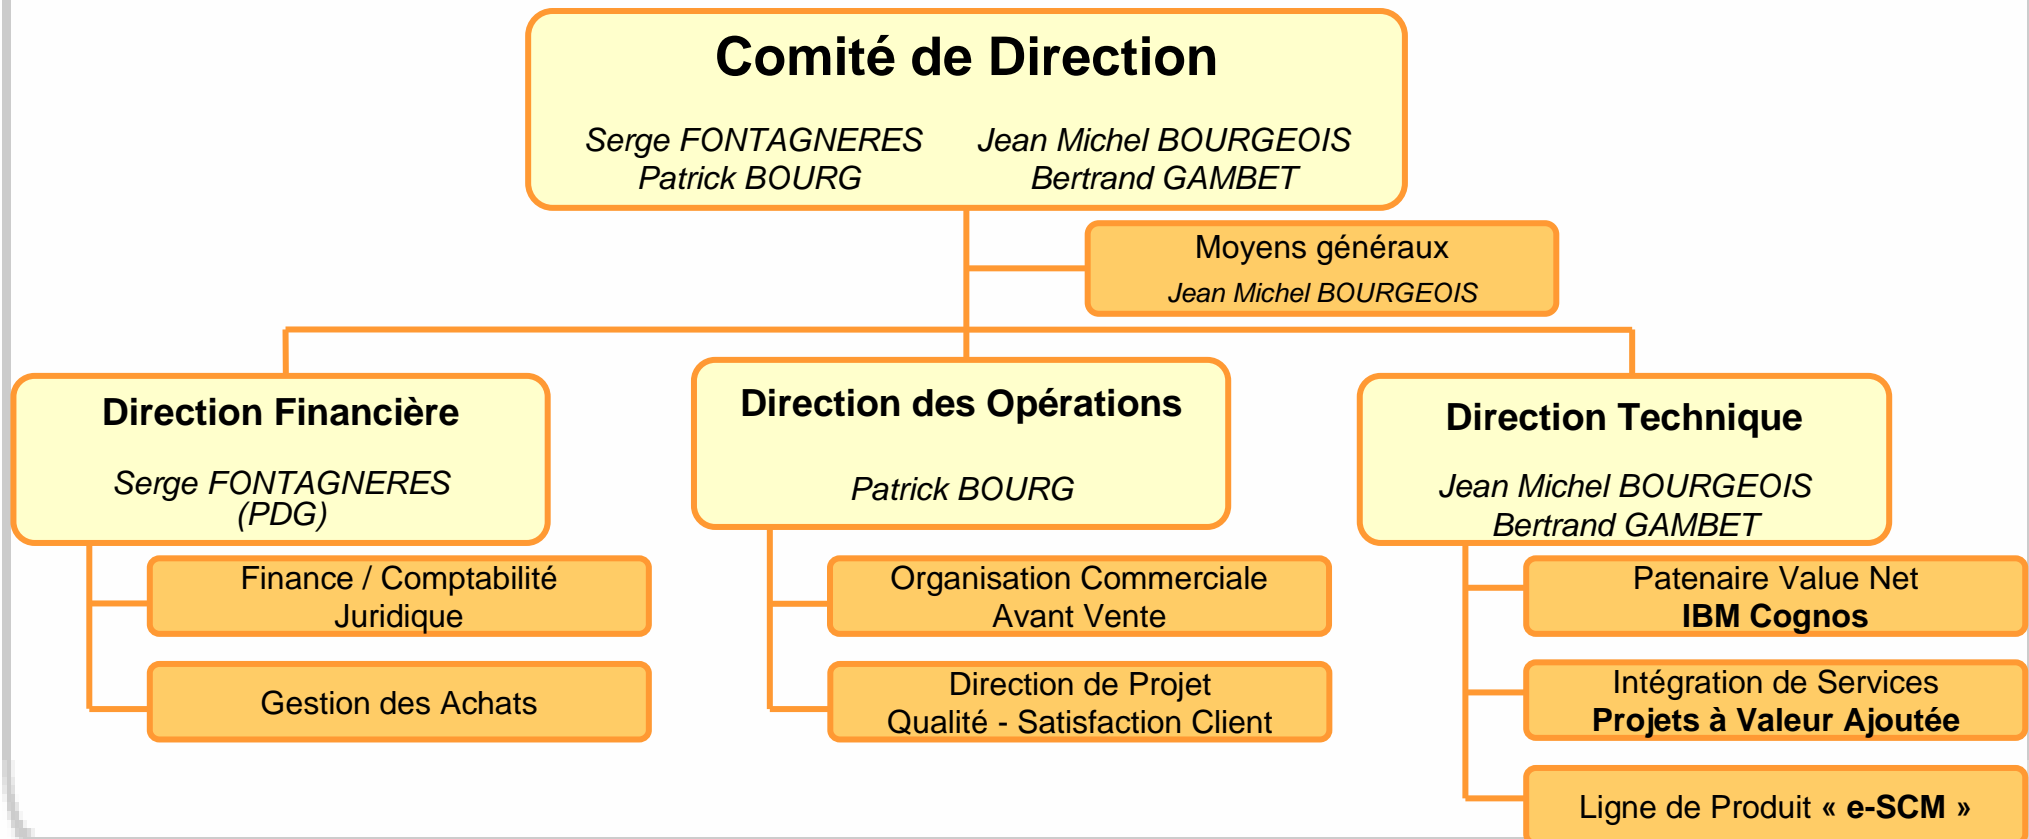 Comité de Direction
Serge FONTAGNERES Jean Michel BOURGEOIS
Patrick BOURG Bertrand GAMBET
Moyens généraux
Jean Michel BOURGEOIS
Direction Financière
Serge FONTAGNERES
(PDG)
Finance / Comptabilité
Juridique
Gestion des Achats
Direction des Opérations
Patrick BOURG
Organisation Commerciale
Avant Vente
Direction de Projet
Qualité - Satisfaction Client
Direction Technique
Jean Michel BOURGEOIS
Bertrand GAMBET
Patenaire Value Net
IBM Cognos
Intégration de Services
Projets à Valeur Ajoutée
Ligne de Produit « e-SCM »